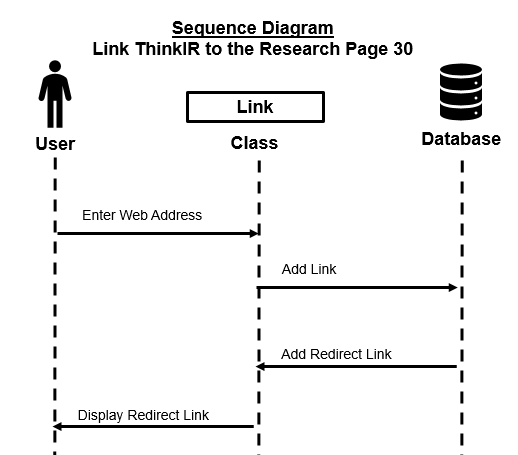 Sequence Diagram
Link ThinkIR to the Research Page 30
Link
User
Class
Database
Enter Web Address
Add Link
Add Redirect Link
Display Redirect Link